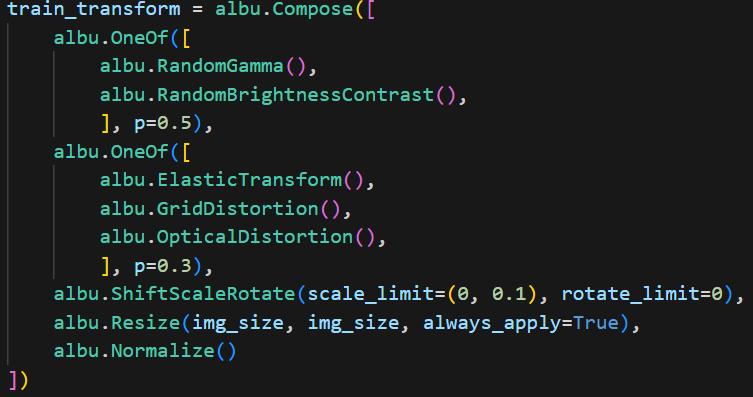 train_transform = albu.Compose([
    albu.OneOf([
        albu.RandomGamma(),
        albu.RandomBrightnessContrast(),
        ], p=0.5),
    albu.OneOf([
        albu.ElasticTransform(),
        albu.GridDistortion(),
        albu.OpticalDistortion(),
        ], p=0.3),
    albu.ShiftScaleRotate(scale_limit=(0, 0.1), rotate_limit=0),
    albu.Resize(img_size, img_size, always_apply=True),
    albu.Normalize()
])